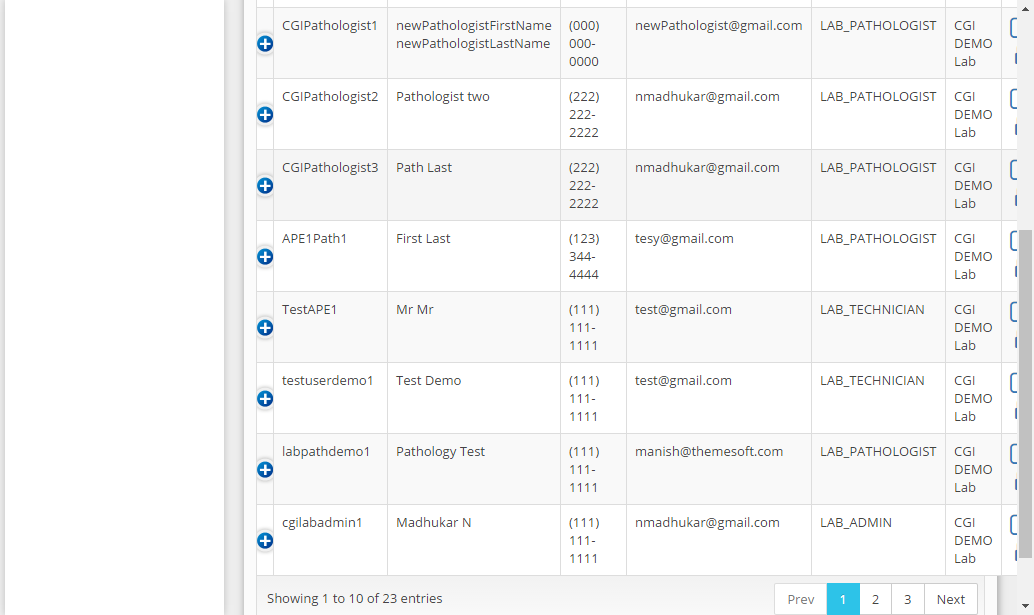 CGIPathologist1 newPathologistFirstName (000) newPathologist@gmail.com LAB_PATHOLOGIST CGI
newPathologistLastName 000- DEMO
0000 Lab
CGIPathologist2 Pathologist two (222) nmadhukar@gmail.com LAB_PATHOLOGIST CGI
222- DEMO
2222 Lab
CGIPathologist3 Path Last (222) nmadhukar@gmail.com LAB_PATHOLOGIST CGI
222- DEMO
2222 Lab
APE1Path1 First Last (123) tesy@gmail.com LAB_PATHOLOGIST CGI
344- DEMO
4444 Lab
TestAPE1 Mr Mr (111) test@gmail.com LAB_TECHNICIAN CGI
111- DEMO
1111 Lab
testuserdemo1 Test Demo (111) test@gmail.com LAB_TECHNICIAN CGI
111- DEMO
1111 Lab
labpathdemo1 Pathology Test (111) manish@themesoft.com LAB_PATHOLOGIST CGI
111- DEMO
1111 Lab
cgilabadmin1 Madhukar N (111) nmadhukar@gmail.com LAB_ADMIN CGI
111- DEMO
1111 Lab
Showing 1 to 10 of 23 entries Prev 1 2 3 Next